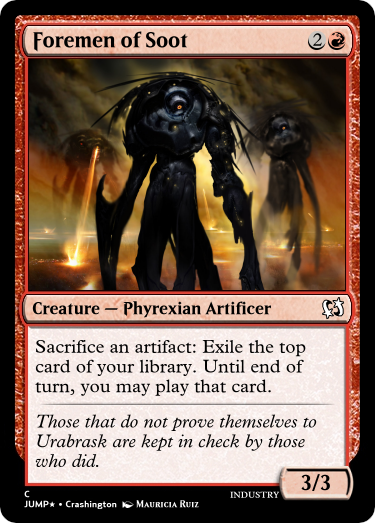 Foremen of Soot 2
Creature — Phyrexian Artificer
Sacrifice an artifact: Exile the top
card of your library. Until end of
turn, you may play that card.
Those that do not prove themselves to
Urabrask are kept in check by those
who did.
3/3
C INDUSTRY
JUMP★ • Crashington Mauricia Ruiz